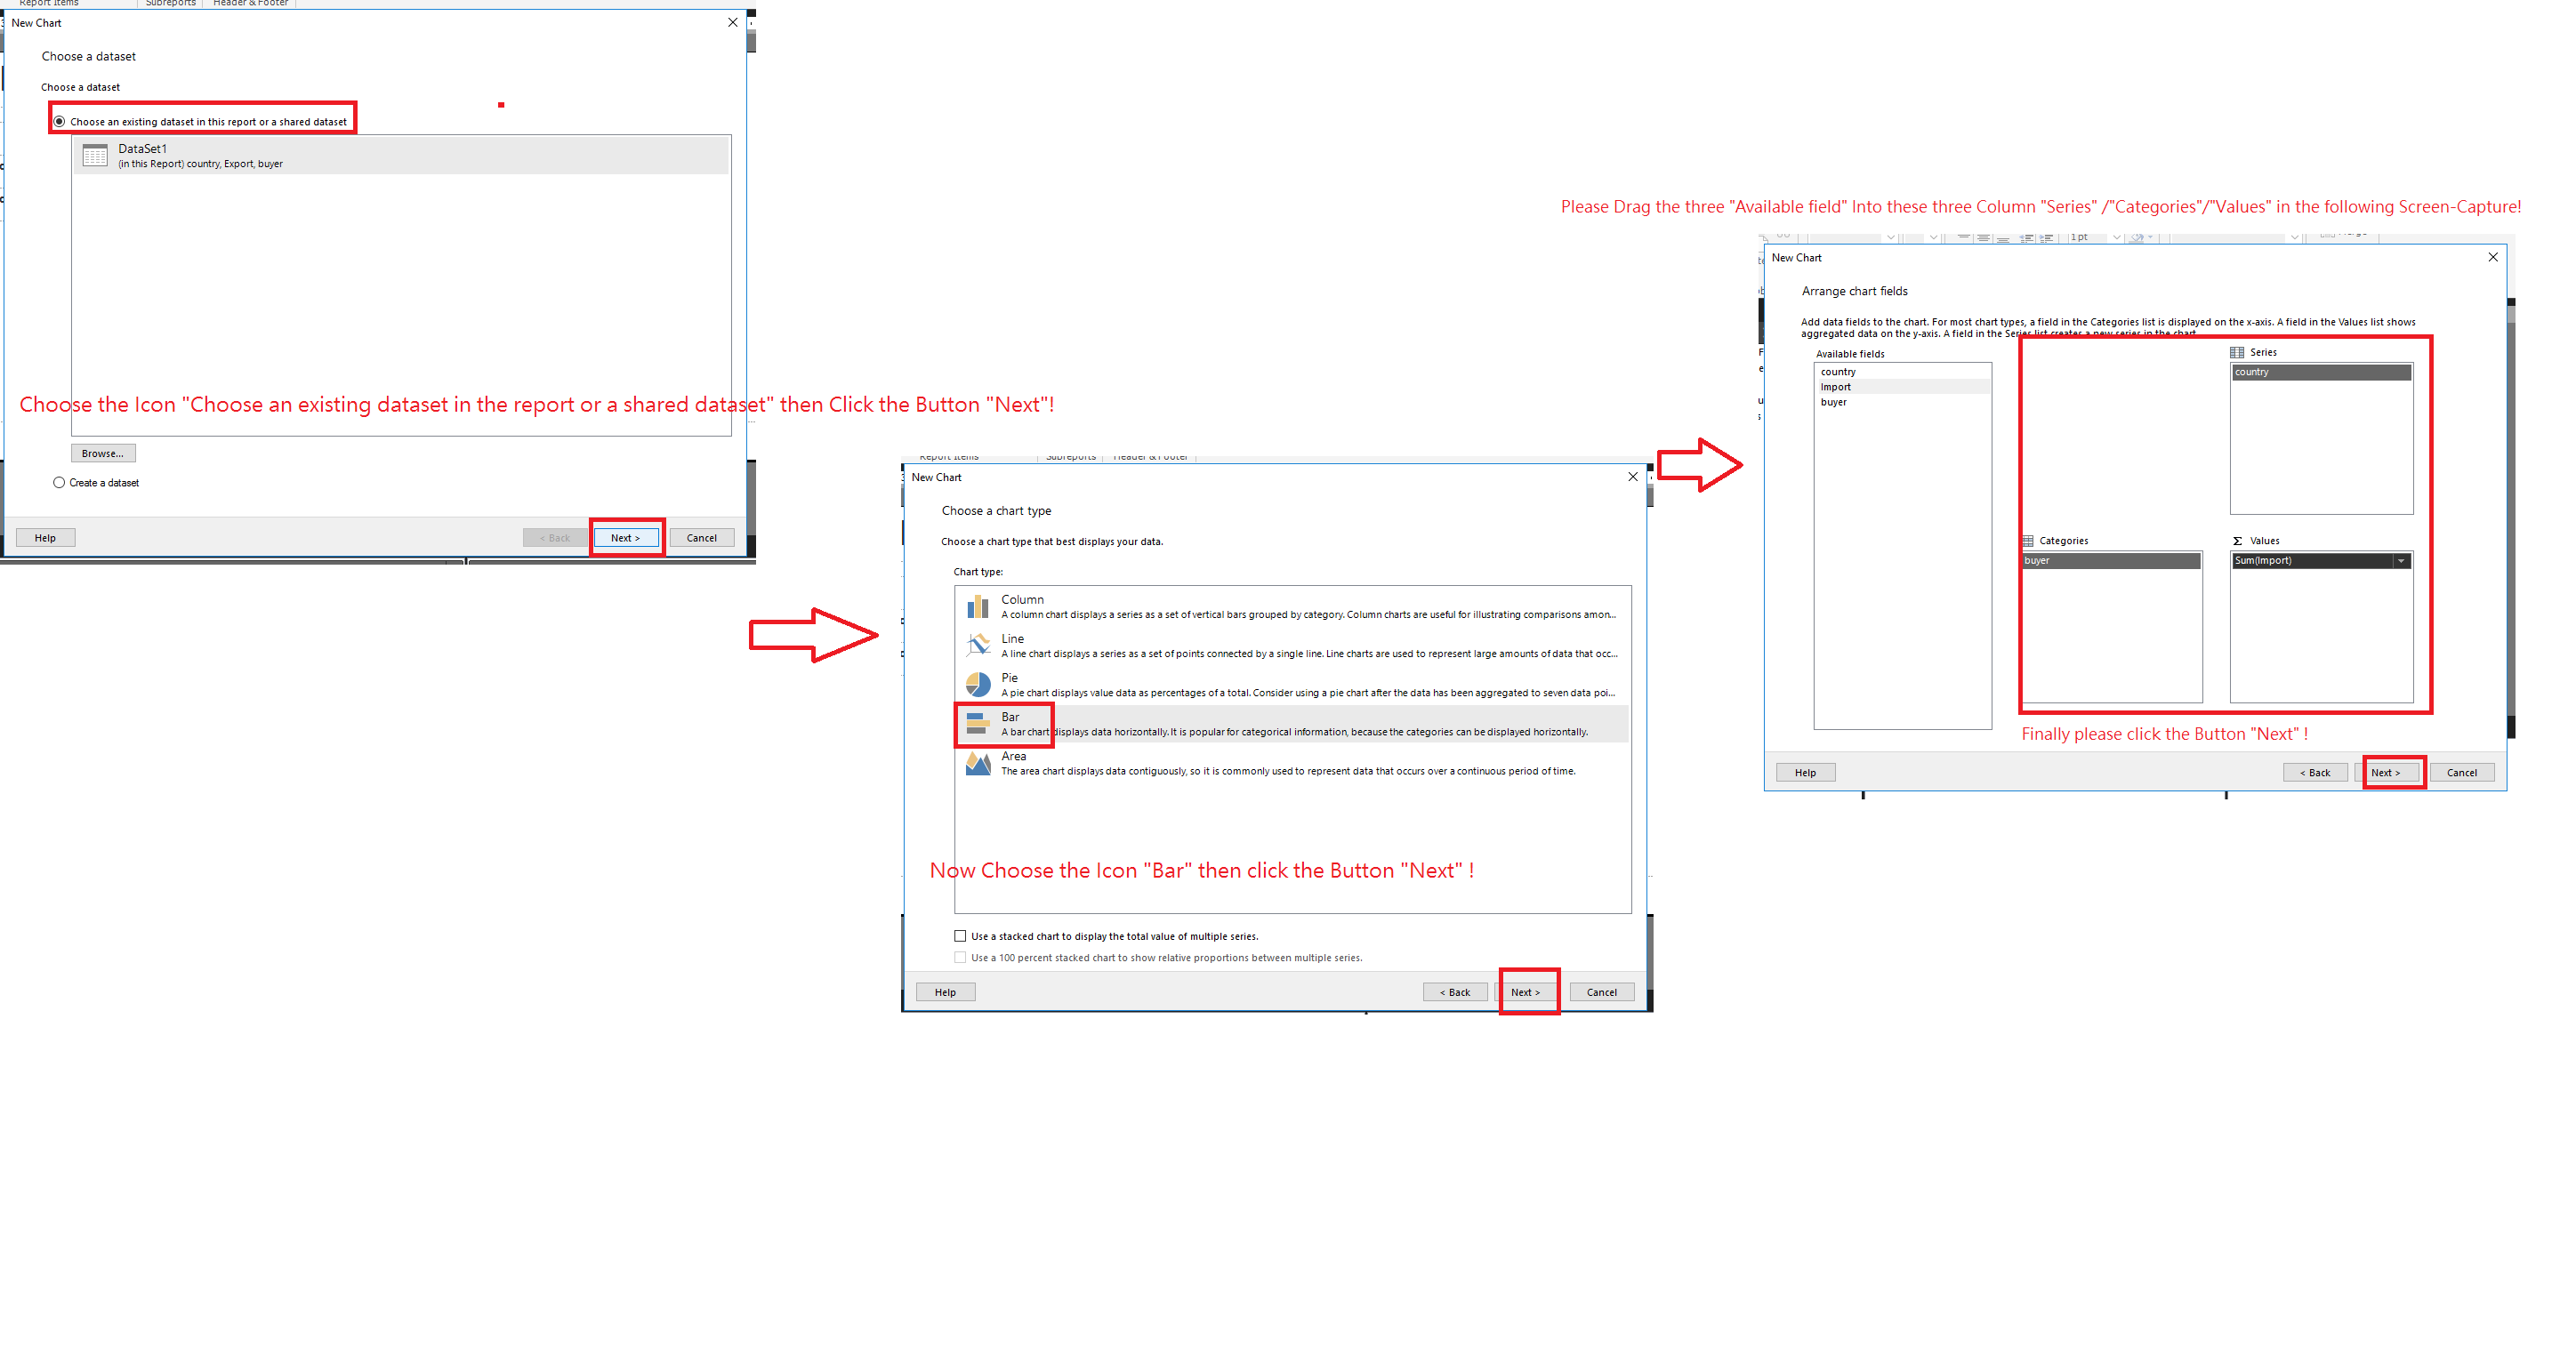 Report Items Subreports Header & Footer
New Chart
Choose a dataset
Choose a dataset
Choose an existing dataset in this report or a shared dataset
DataSet1
(in this Report) country, Export, buyer
Choose the Icon "Choose an existing dataset in the report or a shared dataset" then Click the Button "Next"!
Browse...
Create a dataset
Help < Back Next > Cancel
Report Items Subreports Header & Footer
New Chart
Choose a chart type
Choose a chart type that best displays your data.
Chart type:
Column
A column chart displays a series as a set of vertical bars grouped by category. Column charts are useful for illustrating comparisons amon...
Line
A line chart displays a series as a set of points connected by a single line. Line charts are used to represent large amounts of data that occ...
Pie
A pie chart displays value data as percentages of a total. Consider using a pie chart after the data has been aggregated to seven data poi...
Bar
A bar chart displays data horizontally. It is popular for categorical information, because the categories can be displayed horizontally.
Area
The area chart displays data contiguously, so it is commonly used to represent data that occurs over a continuous period of time.
Now Choose the Icon "Bar" then click the Button "Next" !
Use a stacked chart to display the total value of multiple series.
Use a 100 percent stacked chart to show relative proportions between multiple series.
Help < Back Next > Cancel
Please Drag the three "Available field" Into these three Column "Series" /"Categories"/"Values" in the following Screen-Capture!
1 pt
New Chart
Arrange chart fields
Add data fields to the chart. For most chart types, a field in the Categories list is displayed on the x-axis. A field in the Values list shows
aggregated data on the y-axis. A field in the Series list creates a new series in the chart.
Available fields
country
Import
buyer
Series
country
Categories
buyer
Σ Values
Sum(Import)
Finally please click the Button "Next" !
Help < Back Next > Cancel